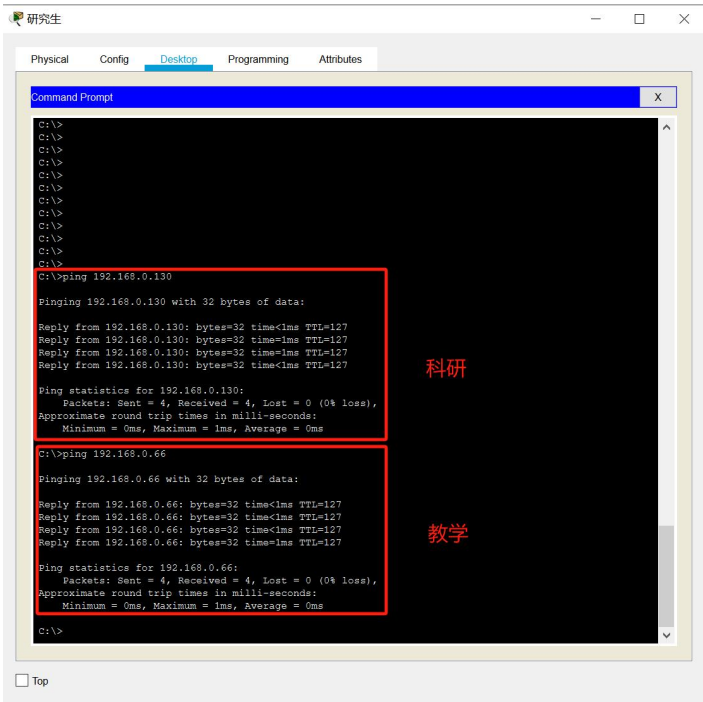 研究生
Physical Config Desktop Programming Attributes
Command Prompt
X
C:\>
C:\>
C:\>
C:\>
C:\>
C:\>
C:\>
C:\>
C:\>
C:\>
C:\>
C:\>
C:\>ping 192.168.0.130
Pinging 192.168.0.130 with 32 bytes of data:
Reply from 192.168.0.130: bytes=32 time<1ms TTL=127
Reply from 192.168.0.130: bytes=32 time=1ms TTL=127
Reply from 192.168.0.130: bytes=32 time=1ms TTL=127
Reply from 192.168.0.130: bytes=32 time<1ms TTL=127
科研
Ping statistics for 192.168.0.130:
Packets: Sent = 4, Received = 4, Lost = 0 (0% loss),
Approximate round trip times in milli-seconds:
Minimum = 0ms, Maximum = 1ms, Average = 0ms
C:\>ping 192.168.0.66
Pinging 192.168.0.66 with 32 bytes of data:
Reply from 192.168.0.66: bytes=32 time<1ms TTL=127
Reply from 192.168.0.66: bytes=32 time<1ms TTL=127
Reply from 192.168.0.66: bytes=32 time<1ms TTL=127
Reply from 192.168.0.66: bytes=32 time=1ms TTL=127
教学
Ping statistics for 192.168.0.66:
Packets: Sent = 4, Received = 4, Lost = 0 (0% loss),
Approximate round trip times in milli-seconds:
Minimum = 0ms, Maximum = 1ms, Average = 0ms
C:\>
Top